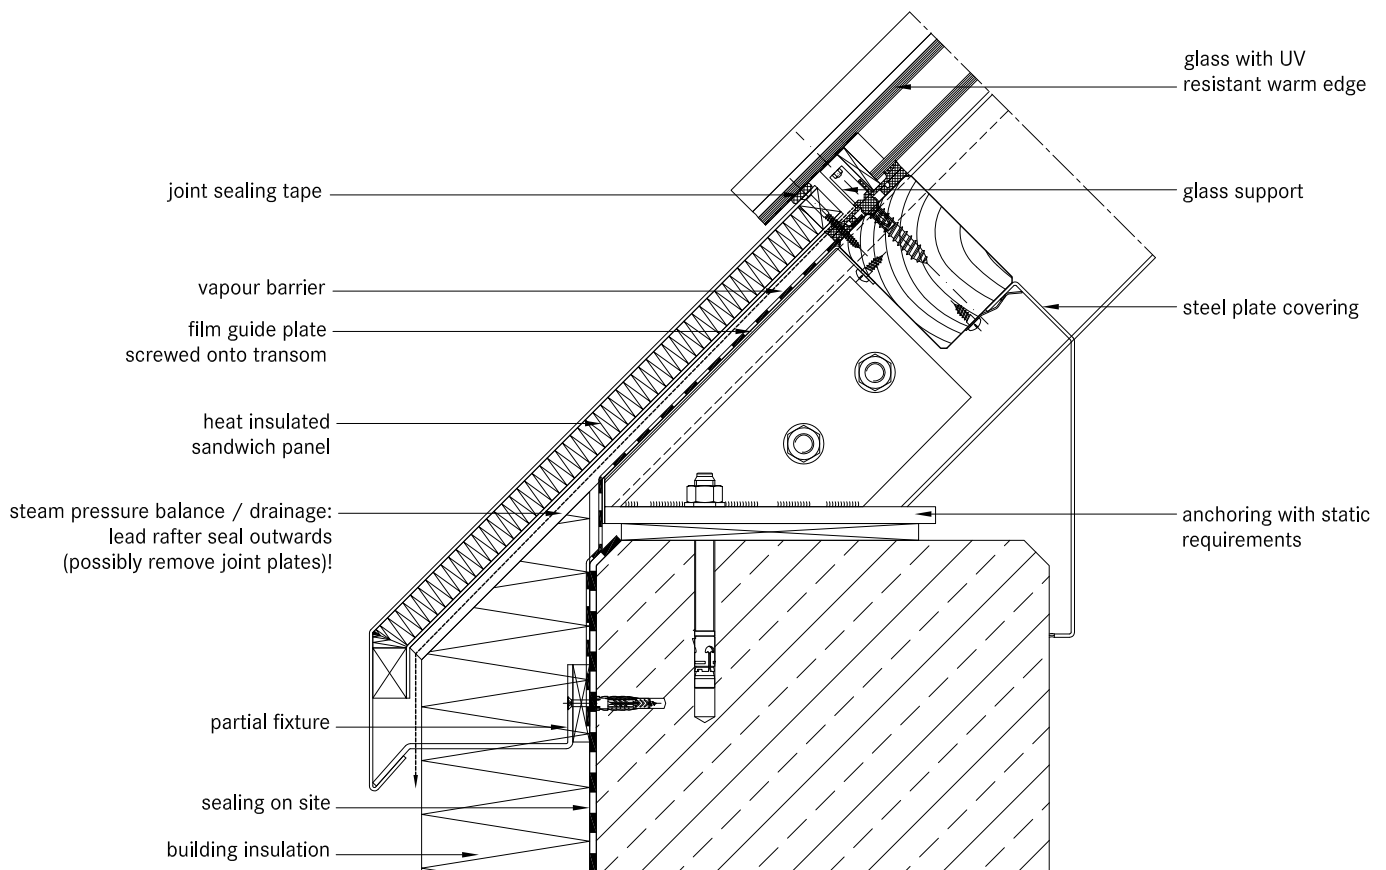 glass with UV
resistant warm edge
joint sealing tape
glass support
vapour barrier
steel plate covering
film guide plate
screwed onto transom
heat insulated
sandwich panel
steam pressure balance / drainage:
lead rafter seal outwards
(possibly remove joint plates)!
anchoring with static
requirements
partial fixture
sealing on site
building insulation